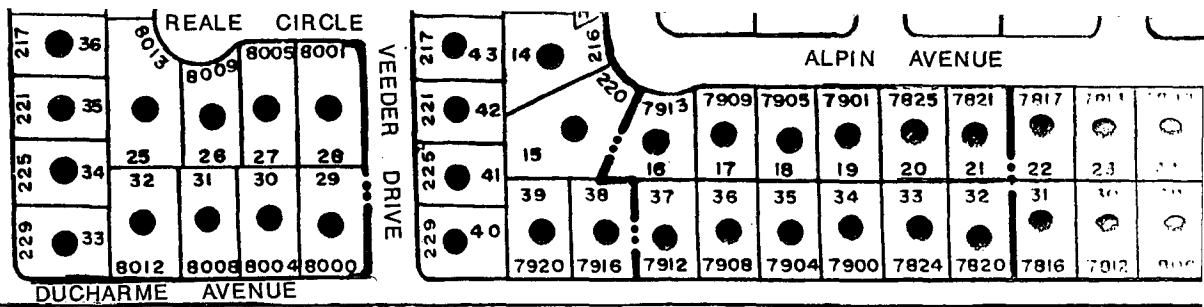 REALE CIRCLE
ALPIN AVENUE
VEEDER DRIVE
217 36 8013 8009 8005 8001 217 43 14 216
220
221 35 221 42 7913 7909 7905 7901 7825 7821 7817
25 26 27 28 15 16 17 18 19 20 21 22 23
225 34 225 41
32 31 30 29 39 38 37 36 35 34 33 32 31 30
229 33 229 40
8012 8008 8004 8000 7920 7916 7912 7908 7904 7900 7824 7820 7816 7812
DUCHARME AVENUE